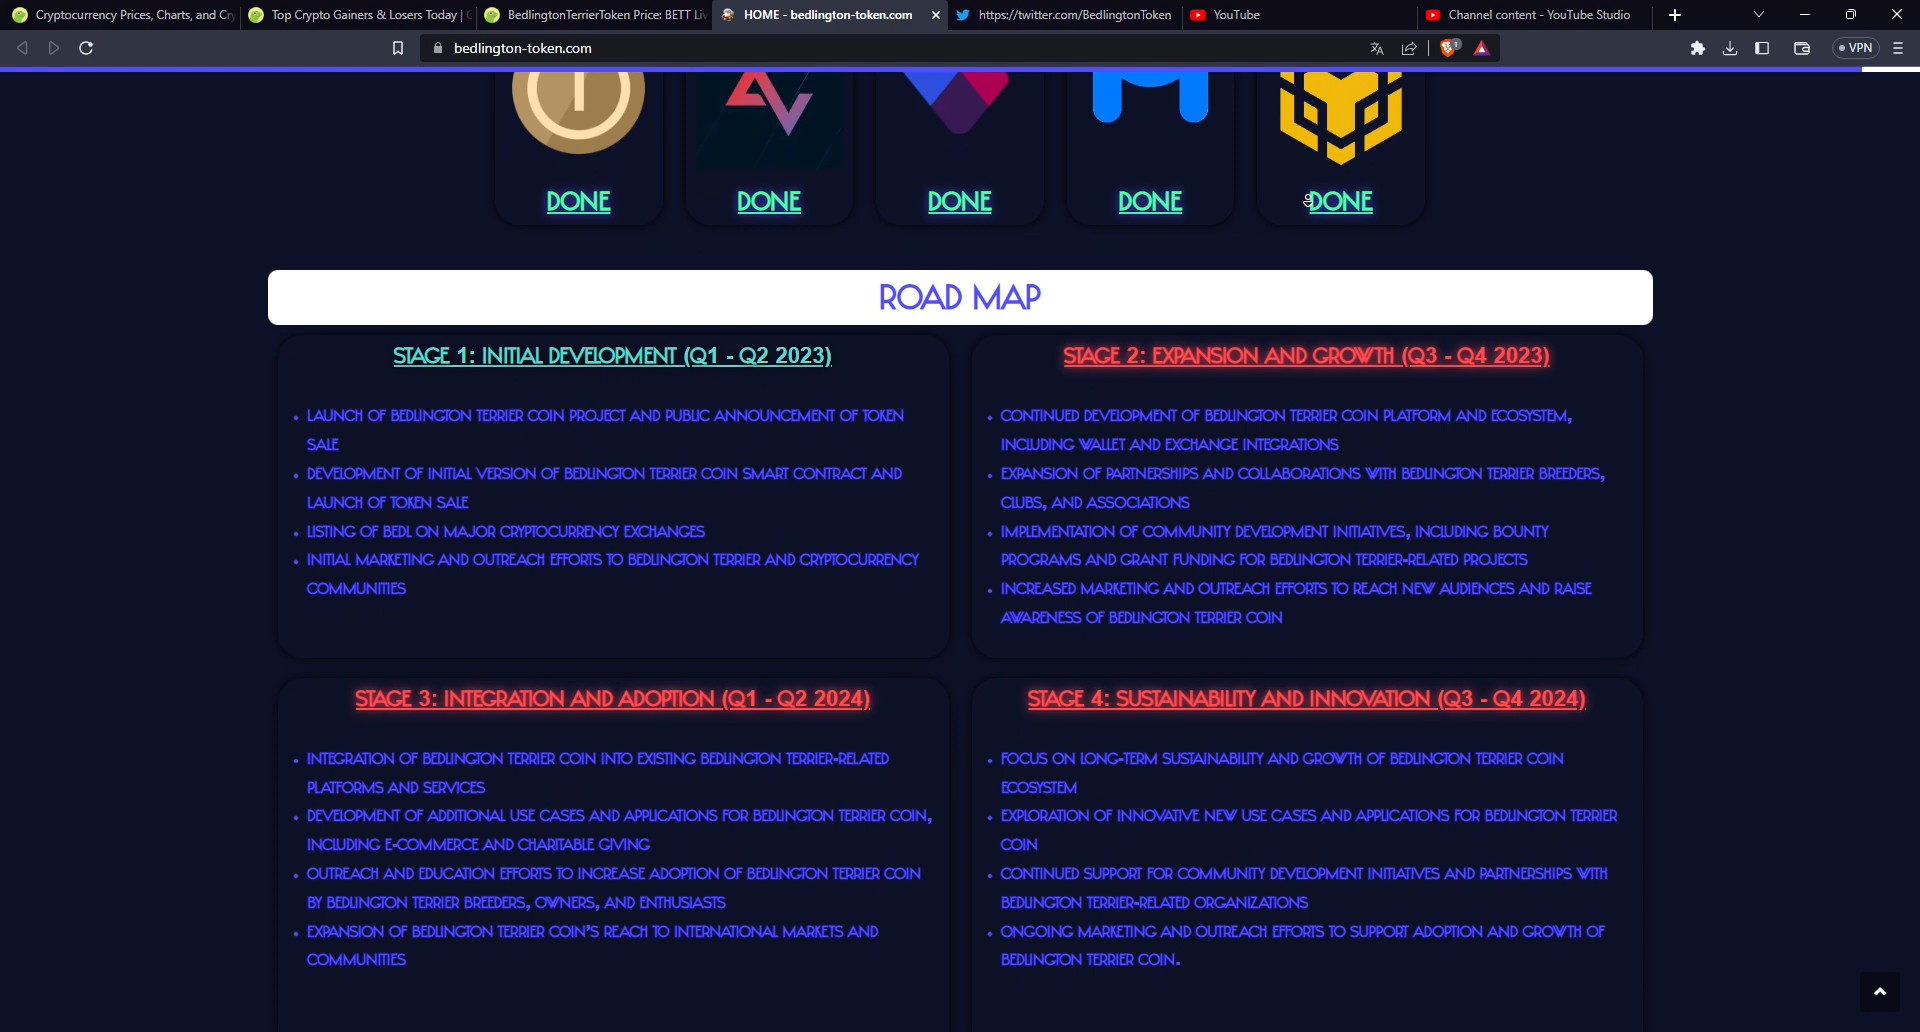 Cryptocurrency Prices, Charts, and Cr
Top Crypto Gainers & Losers Today |
BedlingtonTerrierToken Price: BETT Li
HOME - bedlington-token.com
https://twitter.com/BedlingtonToken
YouTube
Channel content - YouTube Studio
bedlington-token.com
1
VPN
DONE DONE DONE DONE DONE
ROAD MAP
STAGE 1: INITIAL DEVELOPMENT (Q1 - Q2 2023)
• LAUNCH OF BEDLINGTON TERRIER COIN PROJECT AND PUBLIC ANNOUNCEMENT OF TOKEN
SALE
• DEVELOPMENT OF INITIAL VERSION OF BEDLINGTON TERRIER COIN SMART CONTRACT AND
LAUNCH OF TOKEN SALE
• LISTING OF BEDL ON MAJOR CRYPTOCURRENCY EXCHANGES
• INITIAL MARKETING AND OUTREACH EFFORTS TO BEDLINGTON TERRIER AND CRYPTOCURRENCY
COMMUNITIES
STAGE 2: EXPANSION AND GROWTH (Q3 - Q4 2023)
• CONTINUED DEVELOPMENT OF BEDLINGTON TERRIER COIN PLATFORM AND ECOSYSTEM,
INCLUDING WALLET AND EXCHANGE INTEGRATIONS
• EXPANSION OF PARTNERSHIPS AND COLLABORATIONS WITH BEDLINGTON TERRIER BREEDERS,
CLUBS, AND ASSOCIATIONS
• IMPLEMENTATION OF COMMUNITY DEVELOPMENT INITIATIVES, INCLUDING BOUNTY
PROGRAMS AND GRANT FUNDING FOR BEDLINGTON TERRIER-RELATED PROJECTS
• INCREASED MARKETING AND OUTREACH EFFORTS TO REACH NEW AUDIENCES AND RAISE
AWARENESS OF BEDLINGTON TERRIER COIN
STAGE 3: INTEGRATION AND ADOPTION (Q1 - Q2 2024)
• INTEGRATION OF BEDLINGTON TERRIER COIN INTO EXISTING BEDLINGTON TERRIER-RELATED
PLATFORMS AND SERVICES
• DEVELOPMENT OF ADDITIONAL USE CASES AND APPLICATIONS FOR BEDLINGTON TERRIER COIN,
INCLUDING E-COMMERCE AND CHARITABLE GIVING
• OUTREACH AND EDUCATION EFFORTS TO INCREASE ADOPTION OF BEDLINGTON TERRIER COIN
BY BEDLINGTON TERRIER BREEDERS, OWNERS, AND ENTHUSIASTS
• EXPANSION OF BEDLINGTON TERRIER COIN'S REACH TO INTERNATIONAL MARKETS AND
COMMUNITIES
STAGE 4: SUSTAINABILITY AND INNOVATION (Q3 - Q4 2024)
• FOCUS ON LONG-TERM SUSTAINABILITY AND GROWTH OF BEDLINGTON TERRIER COIN
ECOSYSTEM
• EXPLORATION OF INNOVATIVE NEW USE CASES AND APPLICATIONS FOR BEDLINGTON TERRIER
COIN
• CONTINUED SUPPORT FOR COMMUNITY DEVELOPMENT INITIATIVES AND PARTNERSHIPS WITH
BEDLINGTON TERRIER-RELATED ORGANIZATIONS
• ONGOING MARKETING AND OUTREACH EFFORTS TO SUPPORT ADOPTION AND GROWTH OF
BEDLINGTON TERRIER COIN.